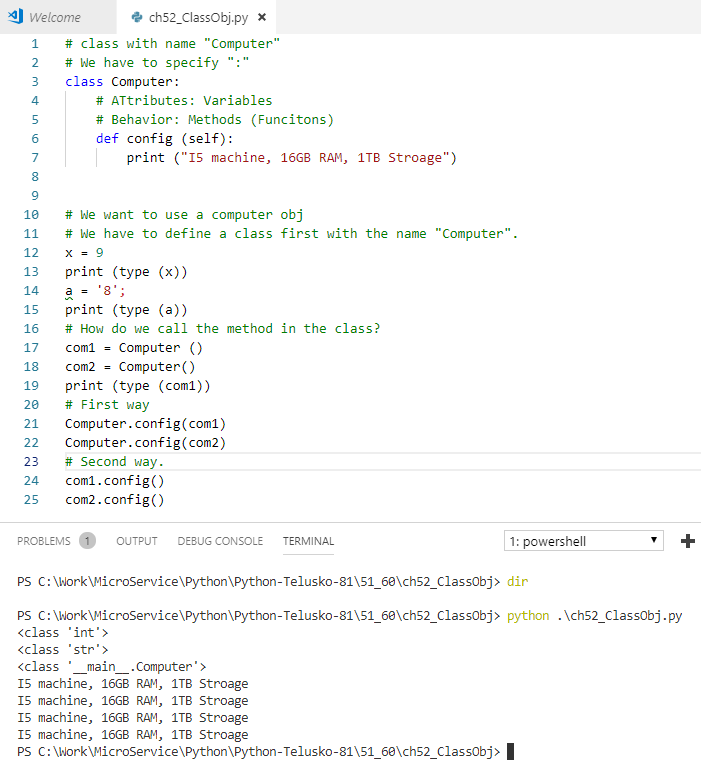 Welcome
ch52_ClassObj.py ×
1 # class with name "Computer"
2 # We have to specify ":"
3 class Computer:
4 # ATtributes: Variables
5 # Behavior: Methods (Funcitons)
6 def config (self):
7 print ("I5 machine, 16GB RAM, 1TB Stroage")
8
9
10 # We want to use a computer obj
11 # We have to define a class first with the name "Computer".
12 x = 9
13 print (type (x))
14 a = '8';
15 print (type (a))
16 # How do we call the method in the class?
17 com1 = Computer ()
18 com2 = Computer()
19 print (type (com1))
20 # First way
21 Computer.config(com1)
22 Computer.config(com2)
23 # Second way.
24 com1.config()
25 com2.config()
PROBLEMS 1 OUTPUT DEBUG CONSOLE TERMINAL 1: powershell
PS C:\Work\MicroService\Python\Python-Telusko-81\51_60\ch52_ClassObj> dir
PS C:\Work\MicroService\Python\Python-Telusko-81\51_60\ch52_ClassObj> python .\ch52_ClassObj.py
<class 'int'>
<class 'str'>
<class '__main__.Computer'>
I5 machine, 16GB RAM, 1TB Stroage
I5 machine, 16GB RAM, 1TB Stroage
I5 machine, 16GB RAM, 1TB Stroage
I5 machine, 16GB RAM, 1TB Stroage
PS C:\Work\MicroService\Python\Python-Telusko-81\51_60\ch52_ClassObj>